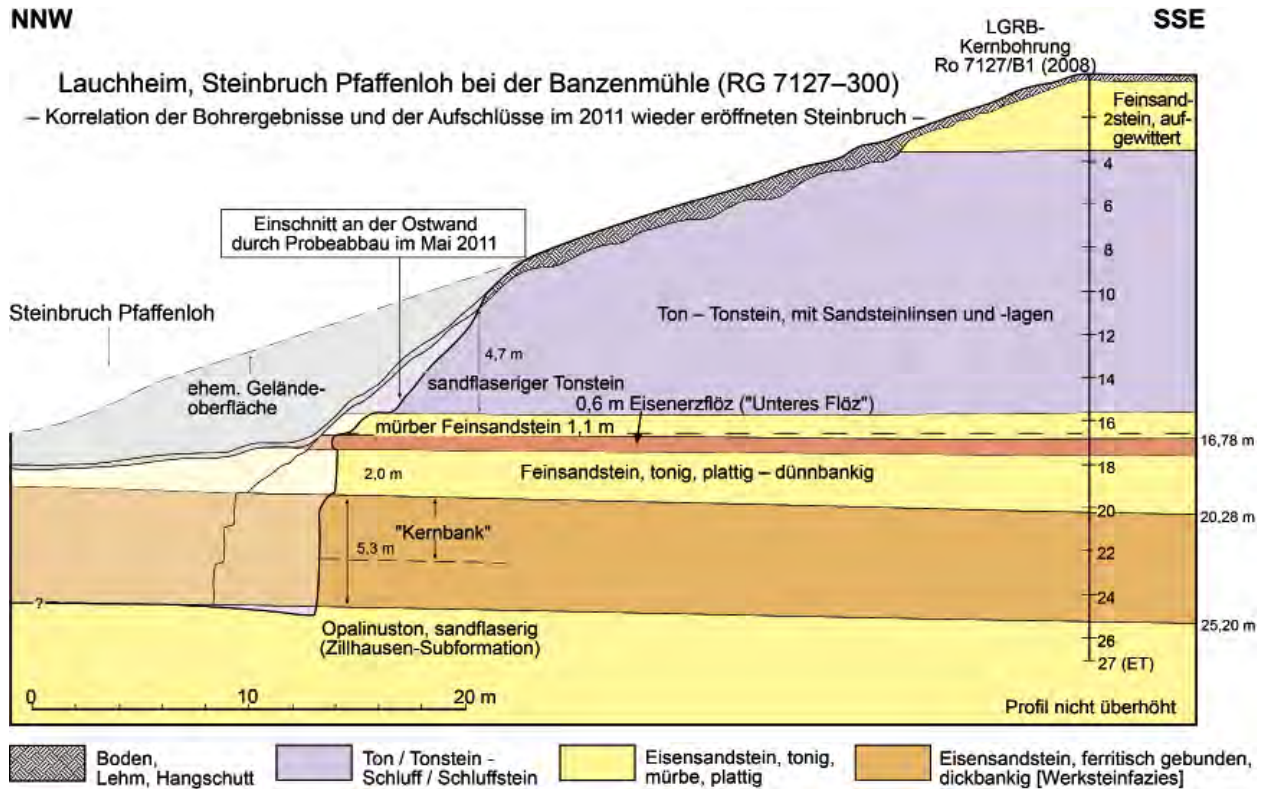 NNW
SSE
LGRB-
Kernbohrung
Ro 7127/B1 (2008)
Lauchheim, Steinbruch Pfaffenloh bei der Banzenmühle (RG 7127–300)
– Korrelation der Bohrergebnisse und der Aufschlüsse im 2011 wieder eröffneten Steinbruch –
Feinsand-
2stein, auf-
gewittert
4
6
Einschnitt an der Ostwand
durch Probeabbau im Mai 2011
8
10
Steinbruch Pfaffenloh
Ton – Tonstein, mit Sandsteinlinsen und -lagen
12
4,7 m
ehem. Gelände-
oberfläche
sandflaseriger Tonstein
14
0,6 m Eisenerzflöz ("Unteres Flöz")
16
mürber Feinsandstein 1,1 m
16,78 m
2,0 m
Feinsandstein, tonig, plattig – dünnbankig
18
20
20,28 m
"Kernbank"
5,3 m
22
24
?
25,20 m
Opalinuston, sandflaserig
(Zillhausen-Subformation)
26
27 (ET)
0 10 20 m
Profil nicht überhöht
Boden,
Lehm, Hangschutt
Ton / Tonstein -
Schluff / Schluffstein
Eisensandstein, tonig,
mürbe, plattig
Eisensandstein, ferritisch gebunden,
dickbankig [Werksteinfazies]